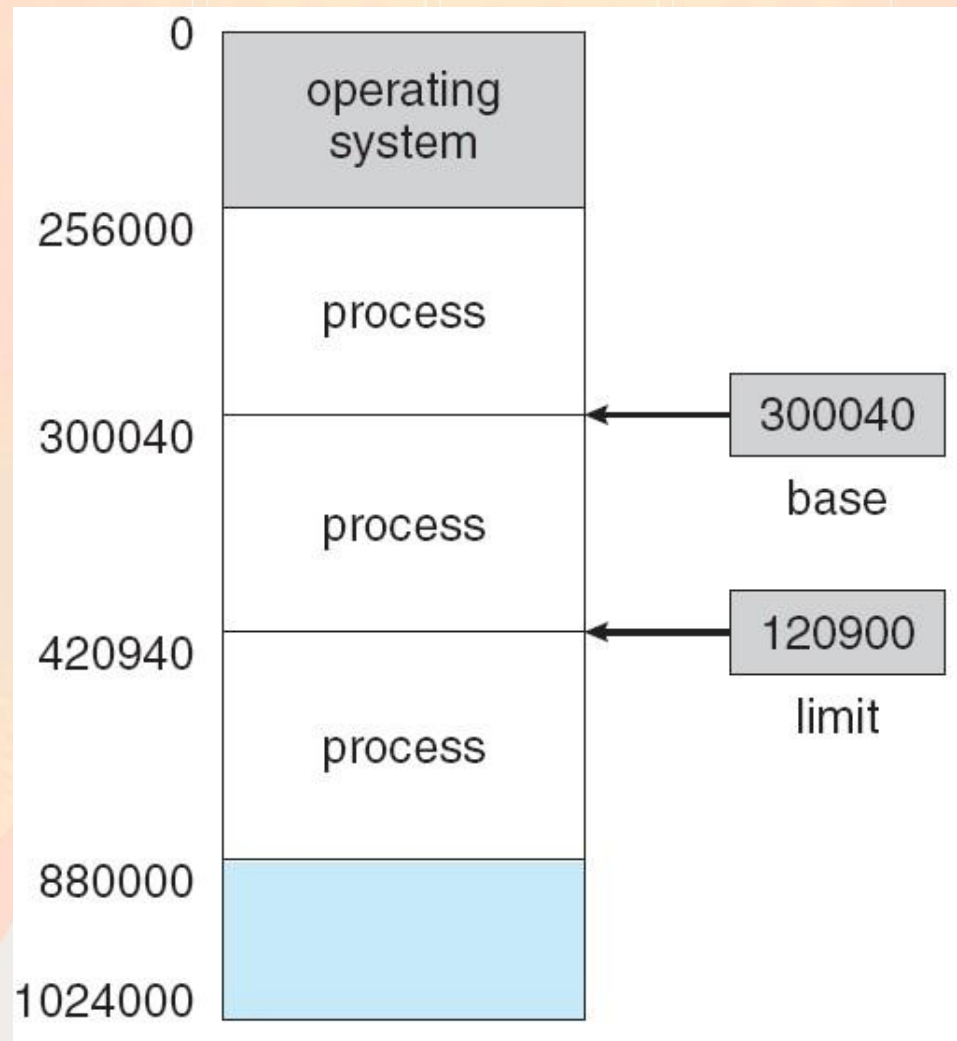 0
operating
system
256000
process
300040
300040
base
process
120900
420940
limit
process
880000
1024000